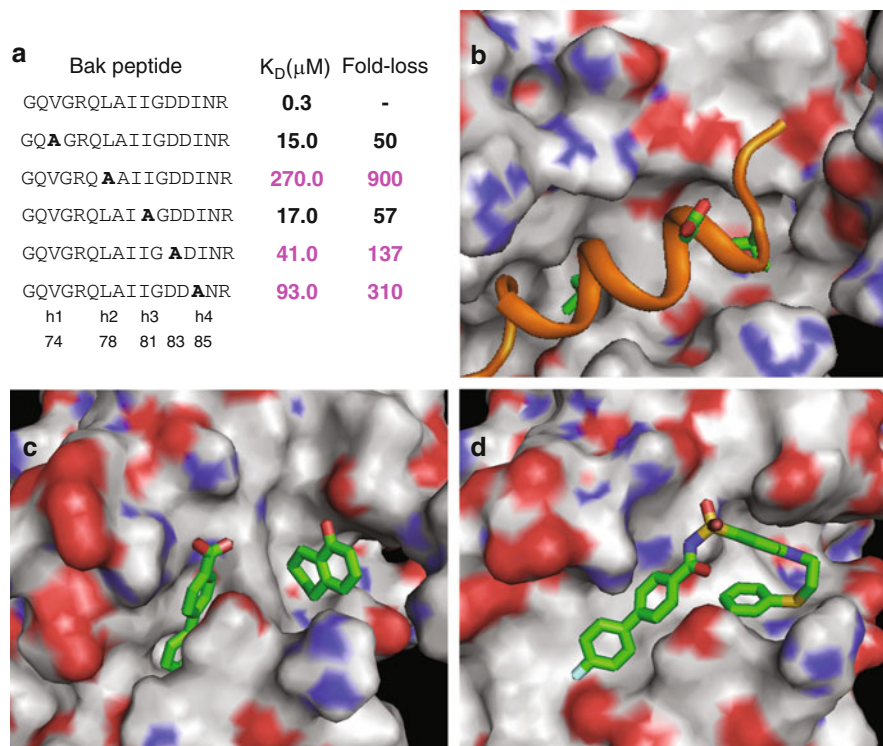 a
Bak peptide K_D(μM) Fold-loss
GQVGRQLAIIGDDINR 0.3 -
GQAGRQLAIIGDDINR 15.0 50
GQVGRQAAIIGDDINR 270.0 900
GQVGRQLAIAGDDINR 17.0 57
GQVGRQLAIIGADINR 41.0 137
GQVGRQLAIIGDDANR 93.0 310
h1 h2 h3 h4
74 78 81 83 85
b
c
d